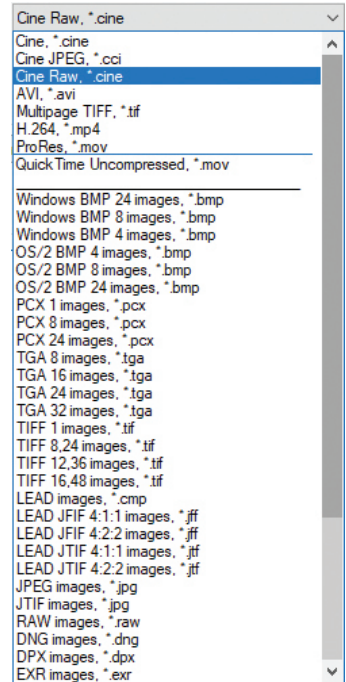 Cine Raw, *.cine
Cine, *.cine
Cine JPEG, *.cci
Cine Raw, *.cine
AVI, *.avi
Multipage TIFF, *.tif
H.264, *.mp4
ProRes, *.mov
QuickTime Uncompressed, *.mov
Windows BMP 24 images, *.bmp
Windows BMP 8 images, *.bmp
Windows BMP 4 images, *.bmp
OS/2 BMP 4 images, *.bmp
OS/2 BMP 8 images, *.bmp
OS/2 BMP 24 images, *.bmp
PCX 1 images, *.pcx
PCX 8 images, *.pcx
PCX 24 images, *.pcx
TGA 8 images, *.tga
TGA 16 images, *.tga
TGA 24 images, *.tga
TGA 32 images, *.tga
TIFF 1 images, *.tif
TIFF 8,24 images, *.tif
TIFF 12,36 images, *.tif
TIFF 16,48 images, *.tif
LEAD images, *.cmp
LEAD JFIF 4:1:1 images, *.jff
LEAD JFIF 4:2:2 images, *.jff
LEAD JTIF 4:1:1 images, *.jtf
LEAD JTIF 4:2:2 images, *.jtf
JPEG images, *.jpg
JTIF images, *.jpg
RAW images, *.raw
DNG images, *.dng
DPX images, *.dpx
EXR images, *.exr